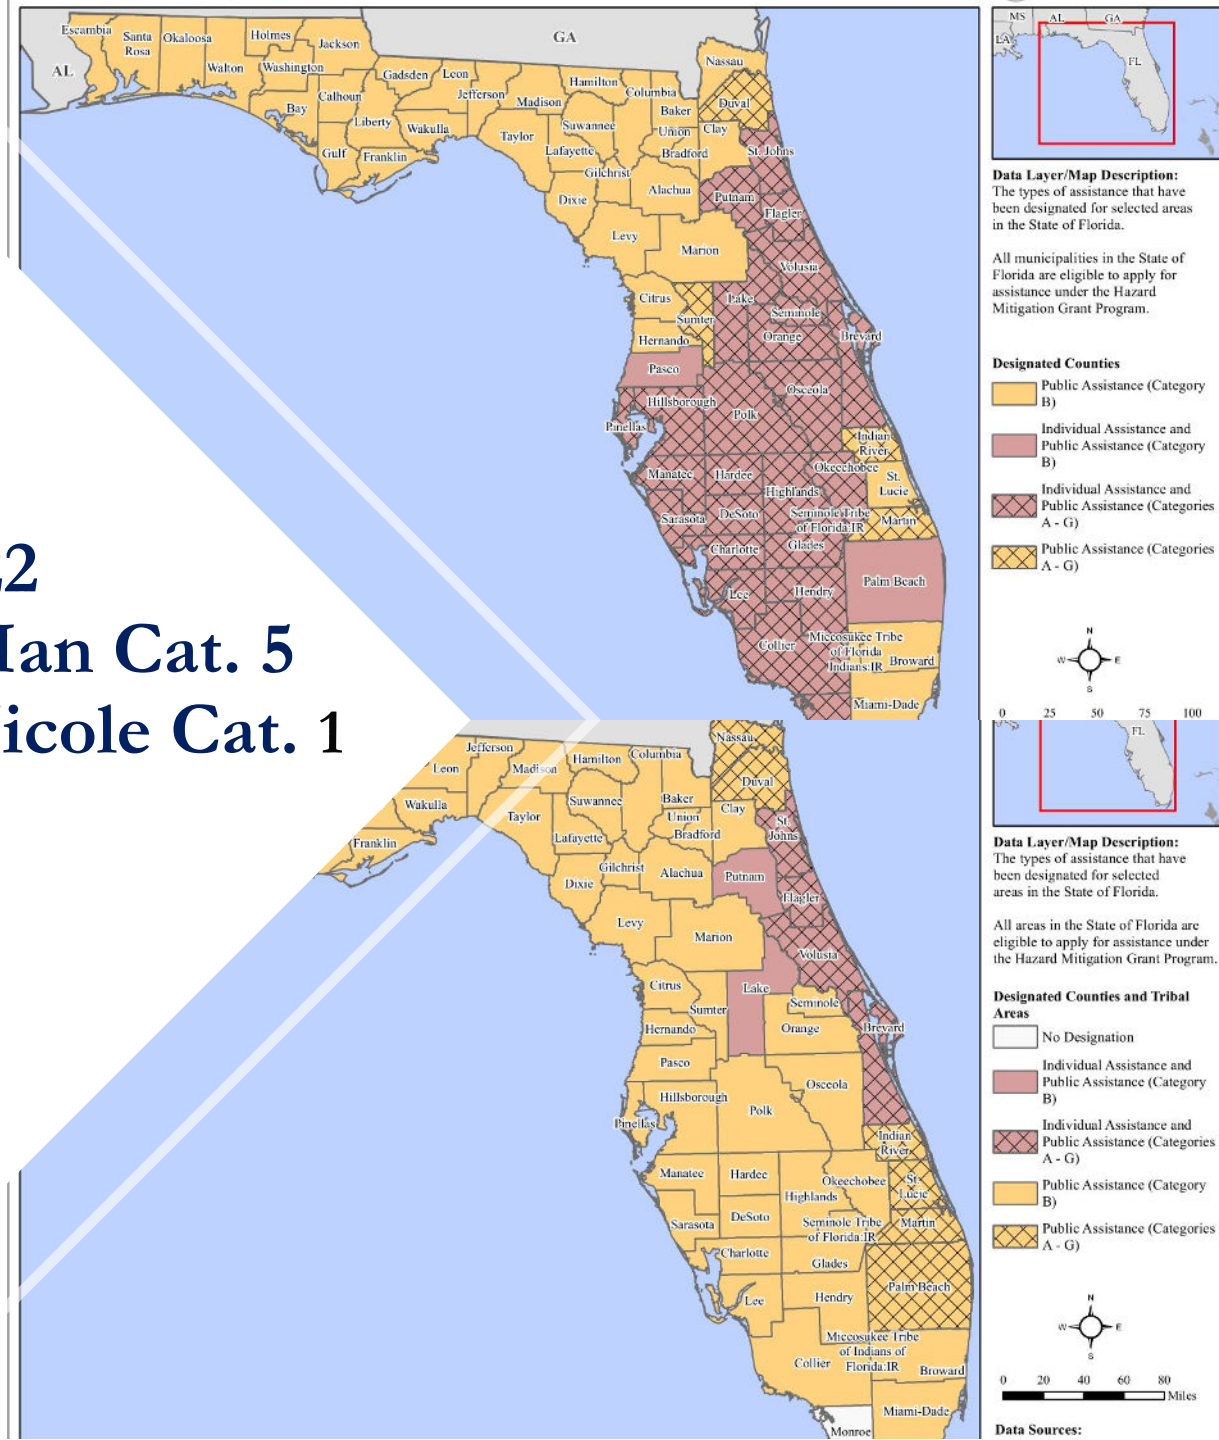 22
Ian Cat. 5
icole Cat. 1
Escambia
Santa
Rosa
Okaloosa
Holmes
Jackson
Walton
Washington
Bay
Calhoun
Gulf
Liberty
Franklin
Gadsden
Leon
Wakulla
Jefferson
Madison
Taylor
Hamilton
Suwannee
Lafayette
Columbia
Baker
Union
Bradford
Gilchrist
Dixie
Alachua
Levy
Marion
Nassau
Duval
Clay
St. Johns
Putnam
Flagler
Volusia
Citrus
Sumter
Hernando
Lake
Seminole
Orange
Brevard
Pasco
Hillsborough
Pinellas
Polk
Osceola
Indian
River
Manatee
Hardee
Highlands
Okeechobee
St.
Lucie
Sarasota
DeSoto
Seminole Tribe
of Florida:IR
Martin
Charlotte
Glades
Lee
Hendry
Palm Beach
Collier
Miccosukee Tribe
of Florida
Indians:IR
Broward
Miami-Dade
AL
GA
MS
AL
GA
LA
FL
Data Layer/Map Description:
The types of assistance that have
been designated for selected areas
in the State of Florida.
All municipalities in the State of
Florida are eligible to apply for
assistance under the Hazard
Mitigation Grant Program.
Designated Counties
Public Assistance (Category
B)
Individual Assistance and
Public Assistance (Category
B)
Individual Assistance and
Public Assistance (Categories
A - G)
Public Assistance (Categories
A - G)
N
W
E
S
0 25 50 75 100
Jefferson
Leon
Madison
Hamilton
Columbia
Nassau
Duval
Wakulla
Taylor
Suwannee
Baker
Clay
Union
Bradford
Franklin
Lafayette
Gilchrist
Dixie
Alachua
Putnam
St.
Johns
Flagler
Levy
Marion
Volusia
Citrus
Lake
Sumter
Seminole
Hernando
Orange
Brevard
Pasco
Osceola
Hillsborough
Polk
Pinellas
Indian
River
Manatee
Hardee
Highlands
Okeechobee
St.
Lucie
Sarasota
DeSoto
Seminole Tribe
of Florida:IR
Martin
Charlotte
Glades
Lee
Hendry
Palm Beach
Miccosukee Tribe
of Indians of
Florida:IR
Collier
Broward
Miami-Dade
Monroe
FL
Data Layer/Map Description:
The types of assistance that have
been designated for selected
areas in the State of Florida.
All areas in the State of Florida are
eligible to apply for assistance under
the Hazard Mitigation Grant Program.
Designated Counties and Tribal
Areas
No Designation
Individual Assistance and
Public Assistance (Category
B)
Individual Assistance and
Public Assistance (Categories
A - G)
Public Assistance (Category
B)
Public Assistance (Categories
A - G)
N
W
E
S
0 20 40 60 80
Miles
Data Sources: